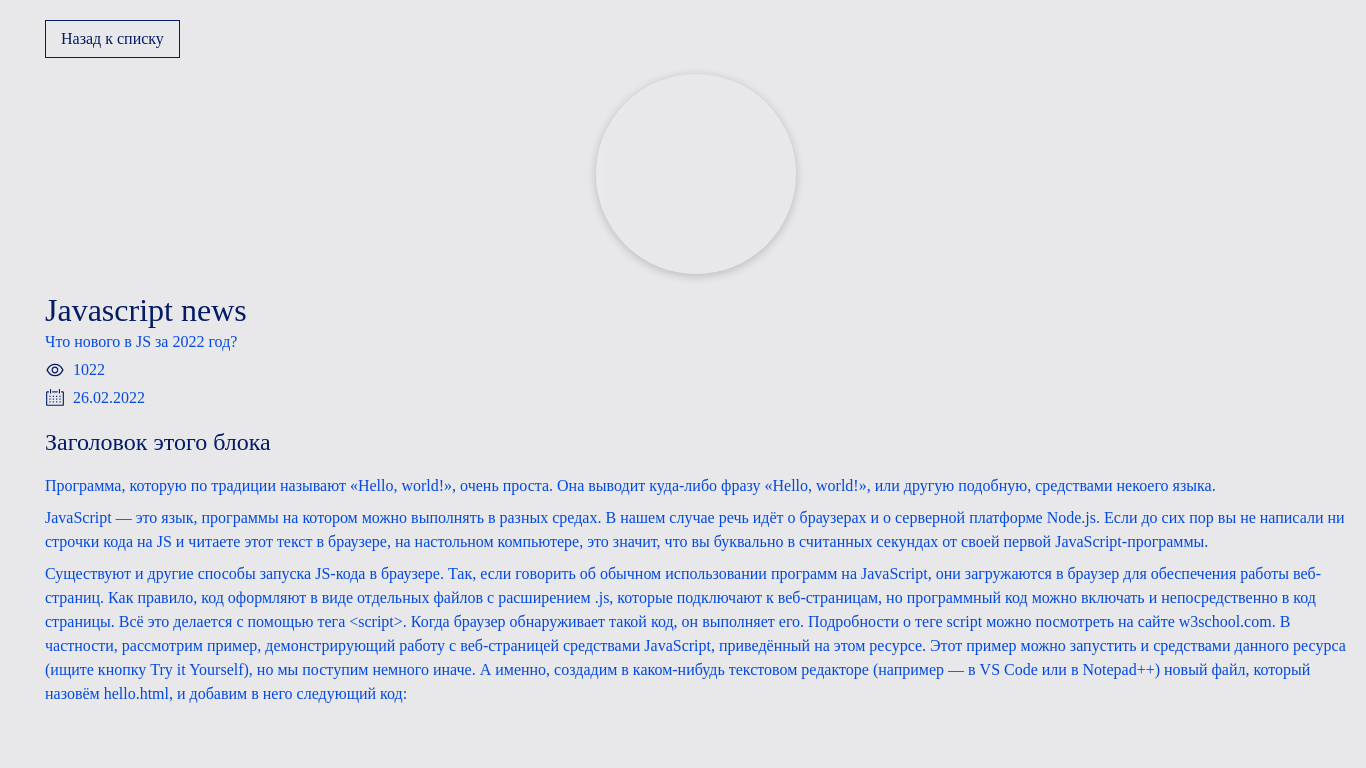 Назад к списку
Javascript news
Что нового в JS за 2022 год?
1022
26.02.2022
Заголовок этого блока
Программа, которую по традиции называют «Hello, world!», очень проста. Она выводит куда-либо фразу «Hello, world!», или другую подобную, средствами некоего языка.
JavaScript — это язык, программы на котором можно выполнять в разных средах. В нашем случае речь идёт о браузерах и о серверной платформе Node.js. Если до сих пор вы не написали ни
строчки кода на JS и читаете этот текст в браузере, на настольном компьютере, это значит, что вы буквально в считанных секундах от своей первой JavaScript-программы.
Существуют и другие способы запуска JS-кода в браузере. Так, если говорить об обычном использовании программ на JavaScript, они загружаются в браузер для обеспечения работы веб-
страниц. Как правило, код оформляют в виде отдельных файлов с расширением .js, которые подключают к веб-страницам, но программный код можно включать и непосредственно в код
страницы. Всё это делается с помощью тега <script>. Когда браузер обнаруживает такой код, он выполняет его. Подробности о теге script можно посмотреть на сайте w3school.com. В
частности, рассмотрим пример, демонстрирующий работу с веб-страницей средствами JavaScript, приведённый на этом ресурсе. Этот пример можно запустить и средствами данного ресурса
(ищите кнопку Try it Yourself), но мы поступим немного иначе. А именно, создадим в каком-нибудь текстовом редакторе (например — в VS Code или в Notepad++) новый файл, который
назовём hello.html, и добавим в него следующий код: